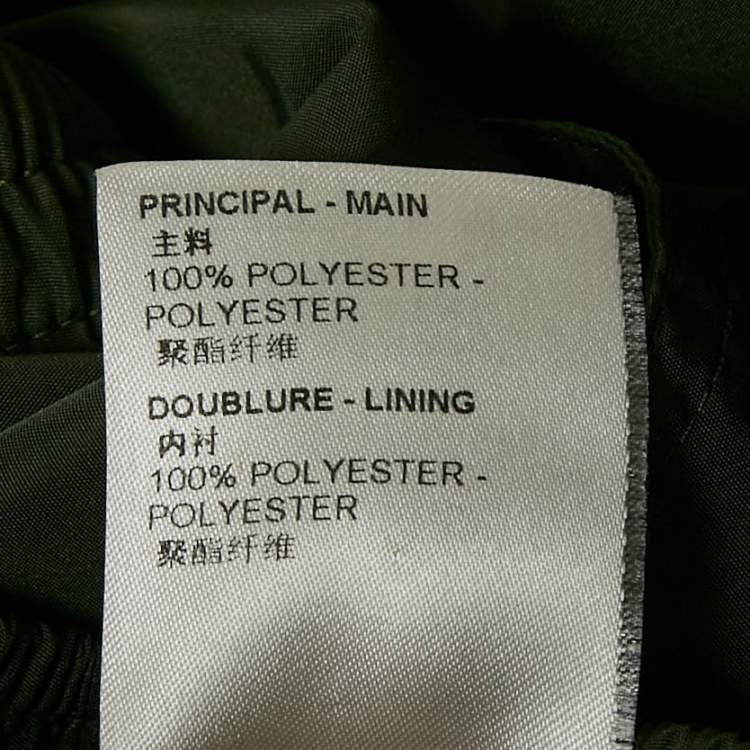 PRINCIPAL - MAIN
主料
100% POLYESTER -
POLYESTER
聚酯纤维
DOUBLURE - LINING
内衬
100% POLYESTER -
POLYESTER
聚酯纤维